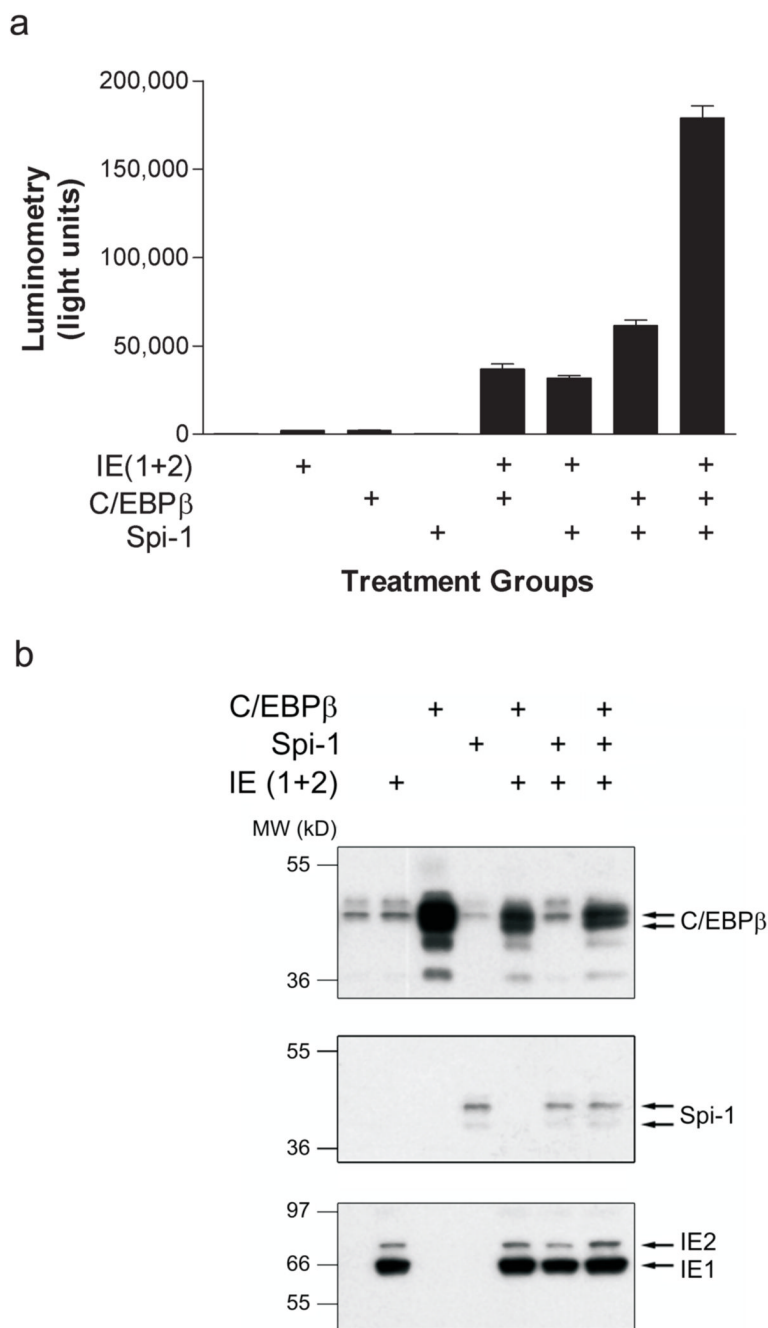 a
200,000
150,000
100,000
50,000
0
Luminometry
(light units)
IE(1+2) + + + +
C/EBPβ + + + +
Spi-1 + + + +
Treatment Groups
b
C/EBPβ + + +
Spi-1 + + +
IE (1+2) + + + +
MW (kD)
55
36
C/EBPβ
55
36
Spi-1
97
66
55
IE2
IE1